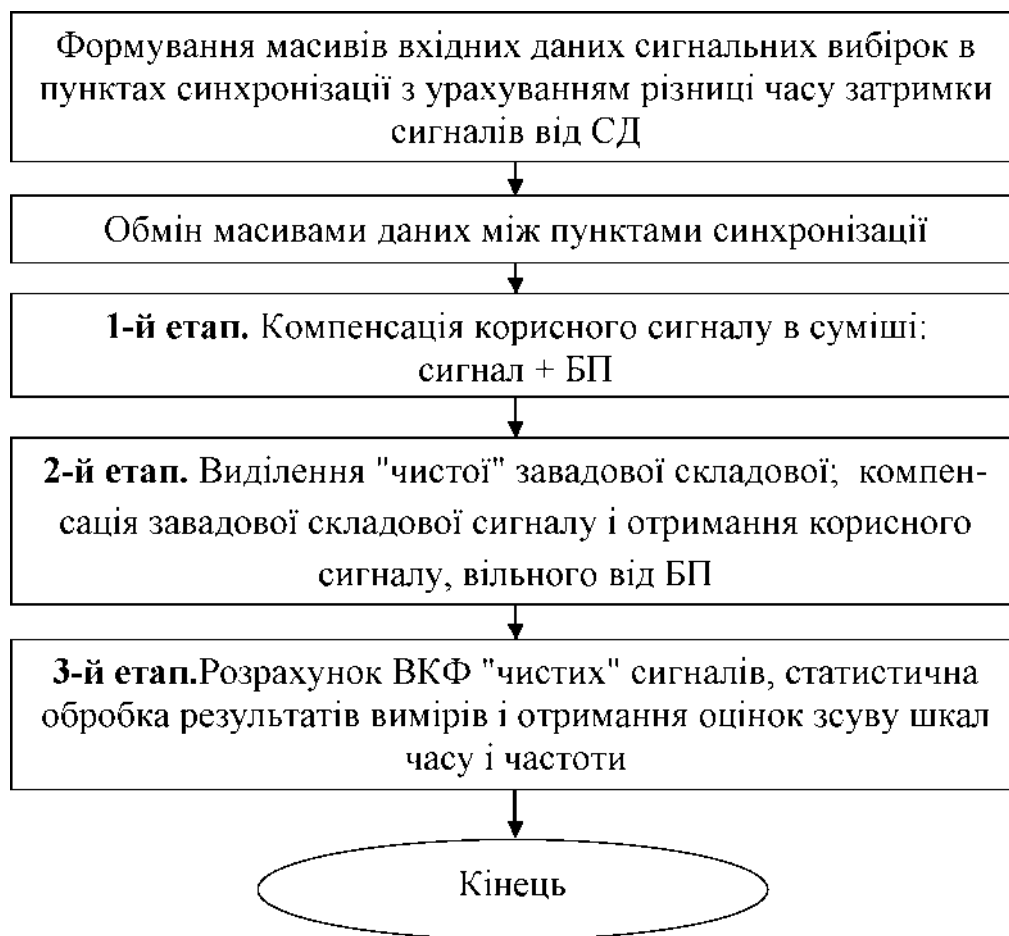 Формування масивів вхідних даних сигнальних вибірок в
пунктах синхронізації з урахуванням різниці часу затримки
сигналів від СД
Обмін масивами даних між пунктами синхронізації
1-й етап. Компенсація корисного сигналу в суміші:
сигнал + БП
2-й етап. Виділення "чистої" завадової складової; компен-
сація завадової складової сигналу і отримання корисного
сигналу, вільного від БП
3-й етап.Розрахунок ВКФ "чистих" сигналів, статистична
обробка результатів вимірів і отримання оцінок зсуву шкал
часу і частоти
Кінець